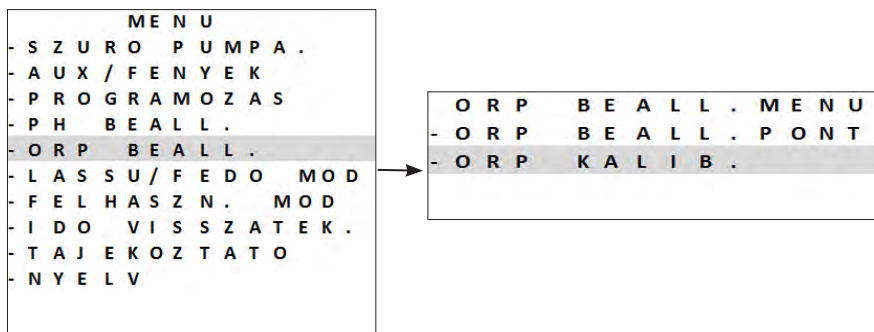 MENU
- SZURO PUMPA.
- AUX/FENYEK
- PROGRAMOZAS
- PH BEALL.
- ORP BEALL.
- LASSU/FEDO MOD
- FELHASZN. MOD
- IDO VISSZATEK.
- TAJEKOZTATO
- NYELV
ORP BEALL.MENU
- ORP BEALL.PONT
- ORP KALIB.